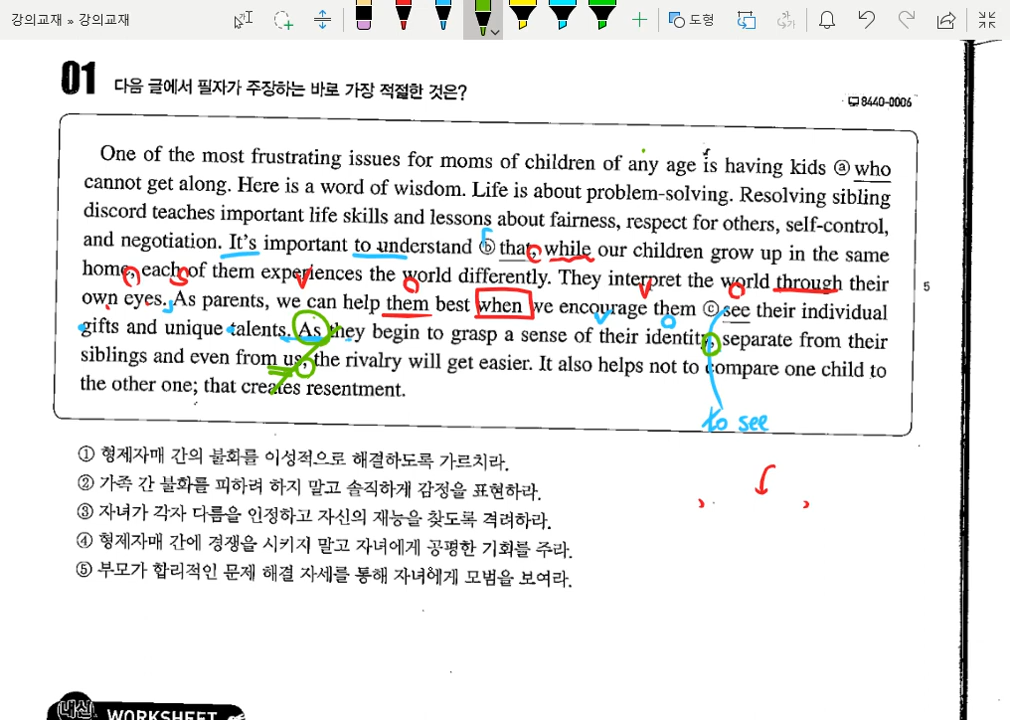 강의교재 » 강의교재
도형
가
01 다음 글에서 필자가 주장하는 바로 가장 적절한 것은?
8440-0006
One of the most frustrating issues for moms of children of any age is having kids ⓐ who
cannot get along. Here is a word of wisdom. Life is about problem-solving. Resolving sibling
discord teaches important life skills and lessons about fairness, respect for others, self-control,
and negotiation. It's important to understand ⓑ that, while our children grow up in the same
home, each of them experiences the world differently. They interpret the world through their
own eyes. As parents, we can help them best when we encourage them ⓒ see their individual
gifts and unique talents. As they begin to grasp a sense of their identity, separate from their
siblings and even from us, the rivalry will get easier. It also helps not to compare one child to
the other one; that creates resentment.
5
S
V
O
V
O
S
V
O
to see
① 형제자매 간의 불화를 이성적으로 해결하도록 가르치라.
② 가족 간 불화를 피하려 하지 말고 솔직하게 감정을 표현하라.
③ 자녀가 각자 다름을 인정하고 자신의 재능을 찾도록 격려하라.
④ 형제자매 간에 경쟁을 시키지 말고 자녀에게 공평한 기회를 주라.
⑤ 부모가 합리적인 문제 해결 자세를 통해 자녀에게 모범을 보여라.
내신
WORKSHEET